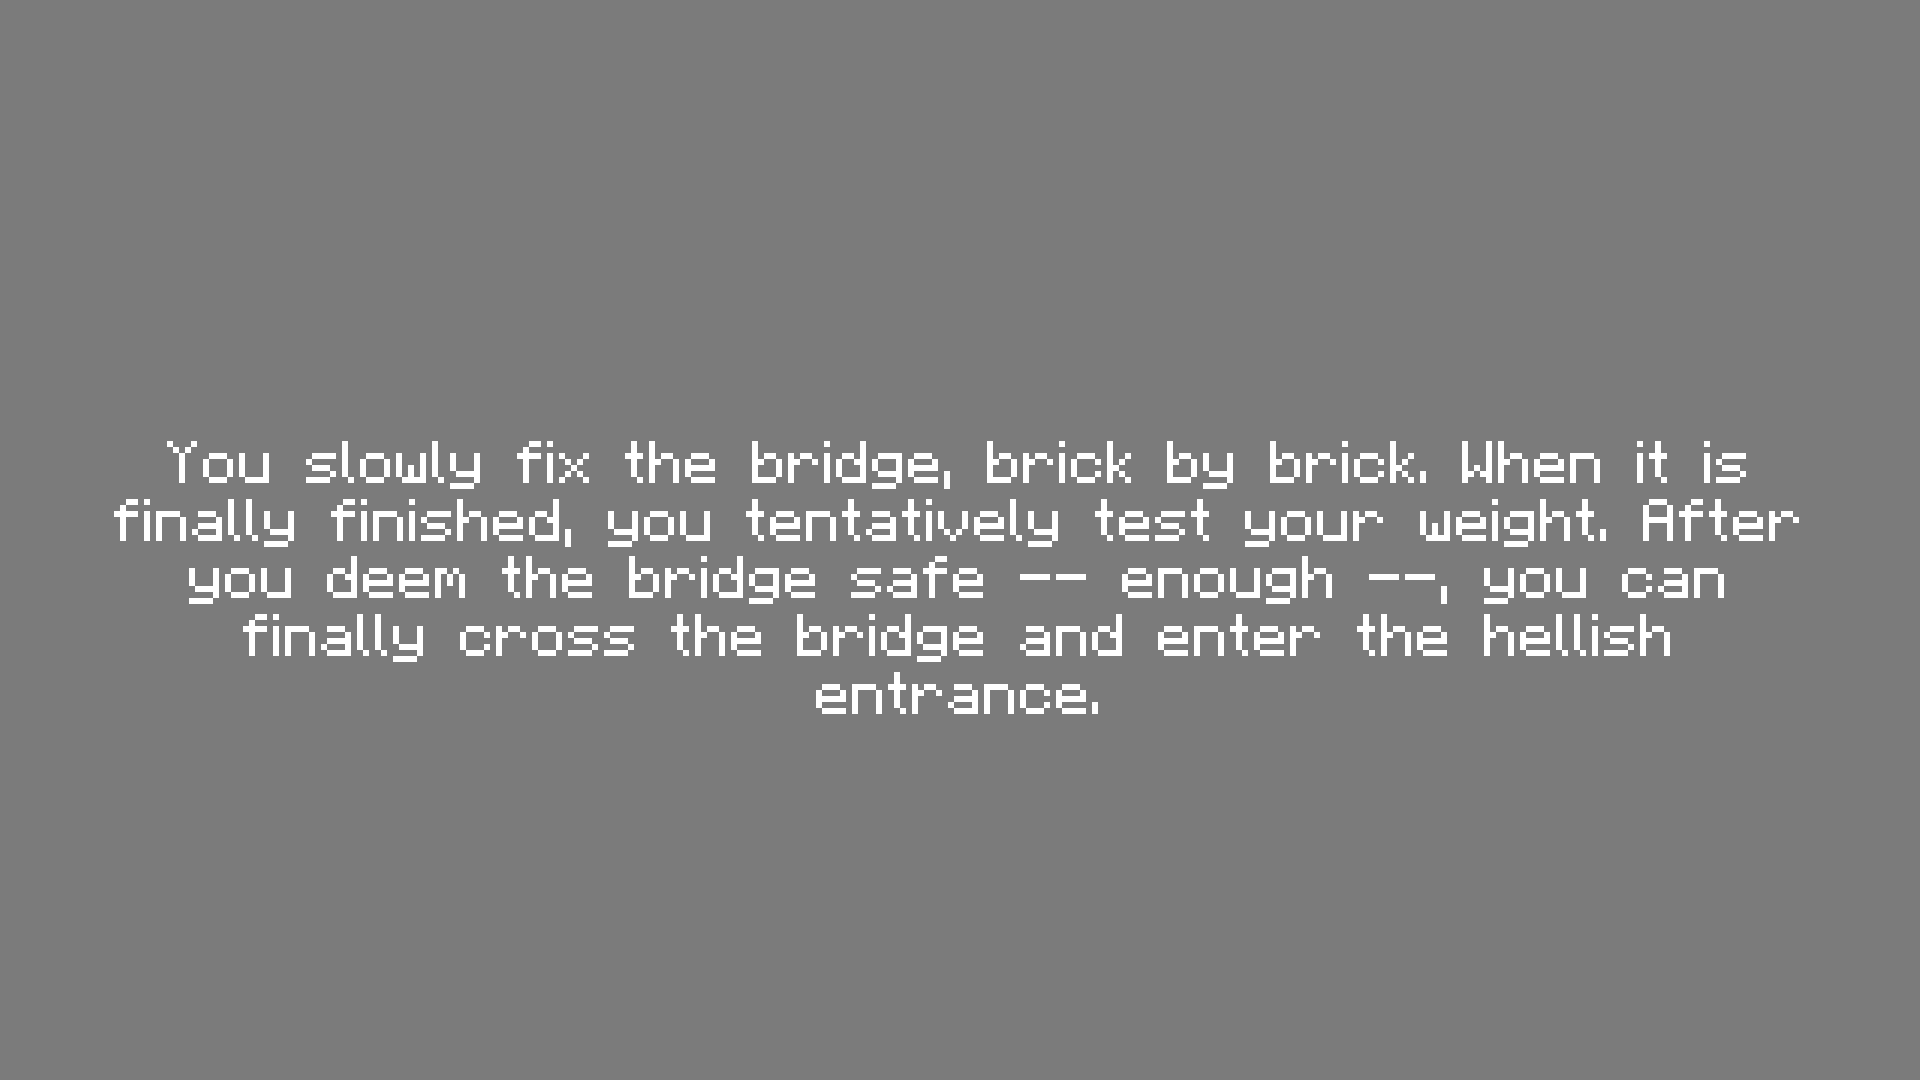 You slowly fix the bridge, brick by brick. When it is
finally finished, you tentatively test your weight. After
you deem the bridge safe -- enough --, you can
finally cross the bridge and enter the hellish
entrance.